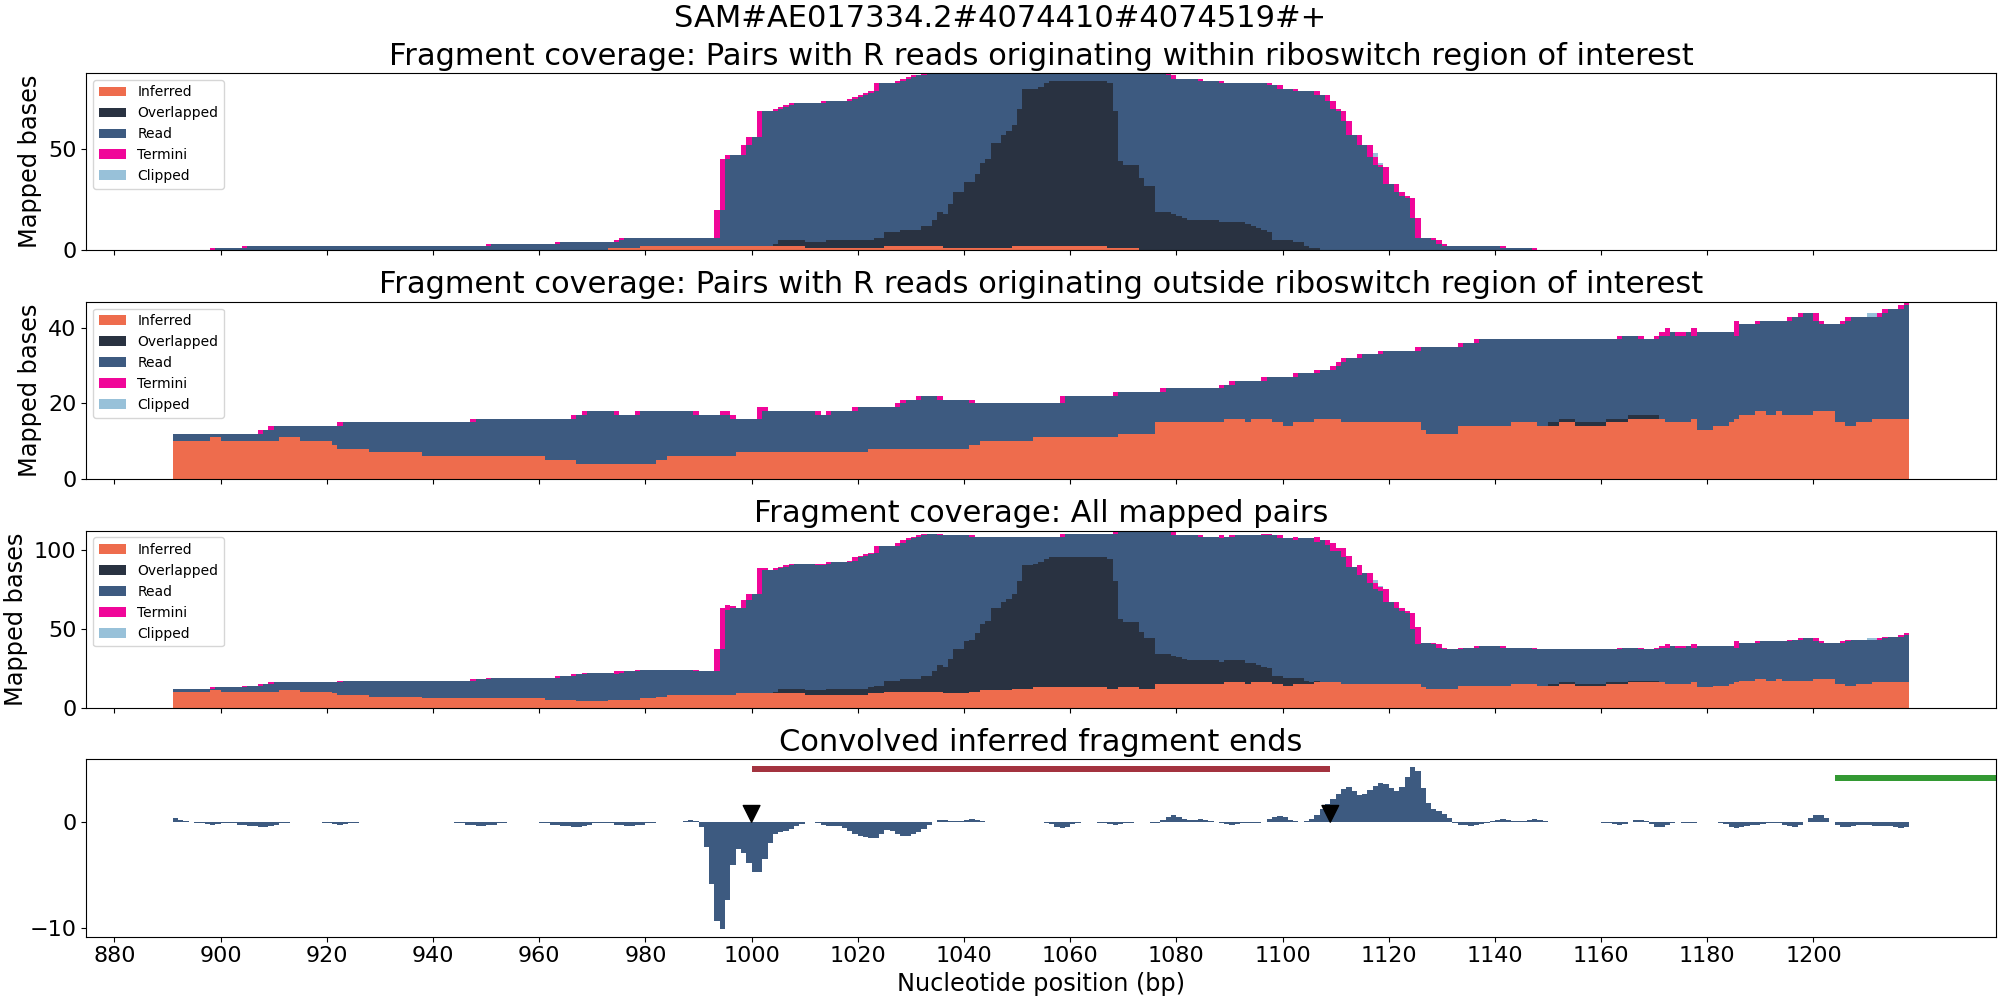 SAM#AE017334.2#4074410#4074519#+
Fragment coverage: Pairs with R reads originating within riboswitch region of interest
Mapped bases
50
0
Inferred
Overlapped
Read
Termini
Clipped
Fragment coverage: Pairs with R reads originating outside riboswitch region of interest
Mapped bases
40
20
0
Inferred
Overlapped
Read
Termini
Clipped
Fragment coverage: All mapped pairs
Mapped bases
100
50
0
Inferred
Overlapped
Read
Termini
Clipped
Convolved inferred fragment ends
0
−10
880 900 920 940 960 980 1000 1020 1040 1060 1080 1100 1120 1140 1160 1180 1200
Nucleotide position (bp)